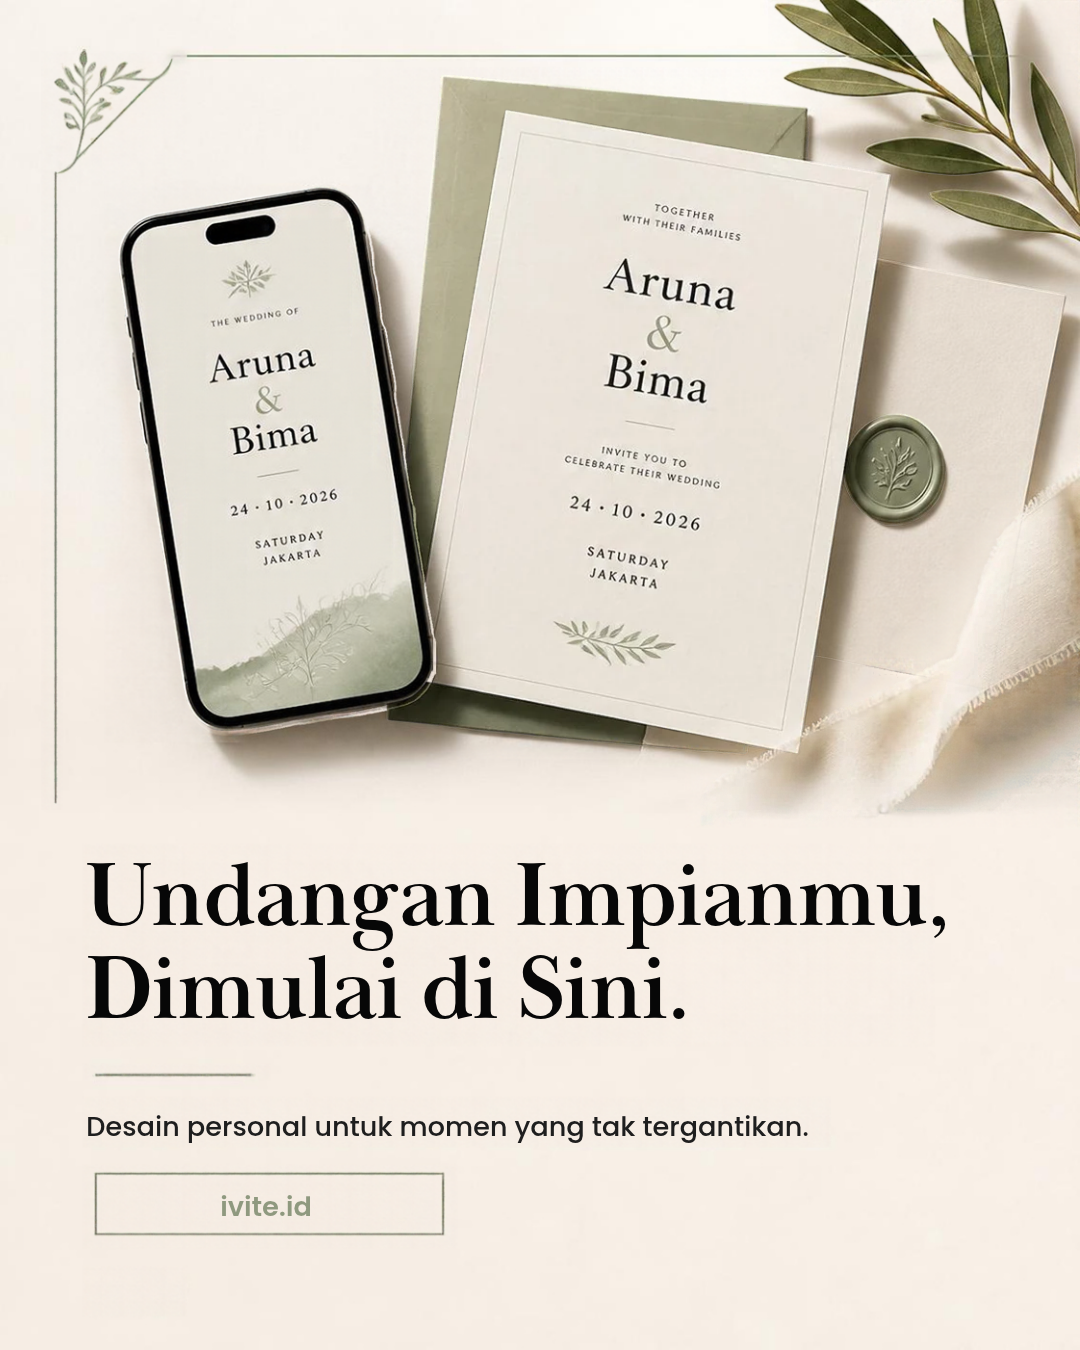 THE WEDDING OF
Aruna
&
Bima
24 · 10 · 2026
SATURDAY
JAKARTA
TOGETHER
WITH THEIR FAMILIES
Aruna
&
Bima
INVITE YOU TO
CELEBRATE THEIR WEDDING
24 · 10 · 2026
SATURDAY
JAKARTA
Undangan Impianmu,
Dimulai di Sini.
Desain personal untuk momen yang tak tergantikan.
ivite.id